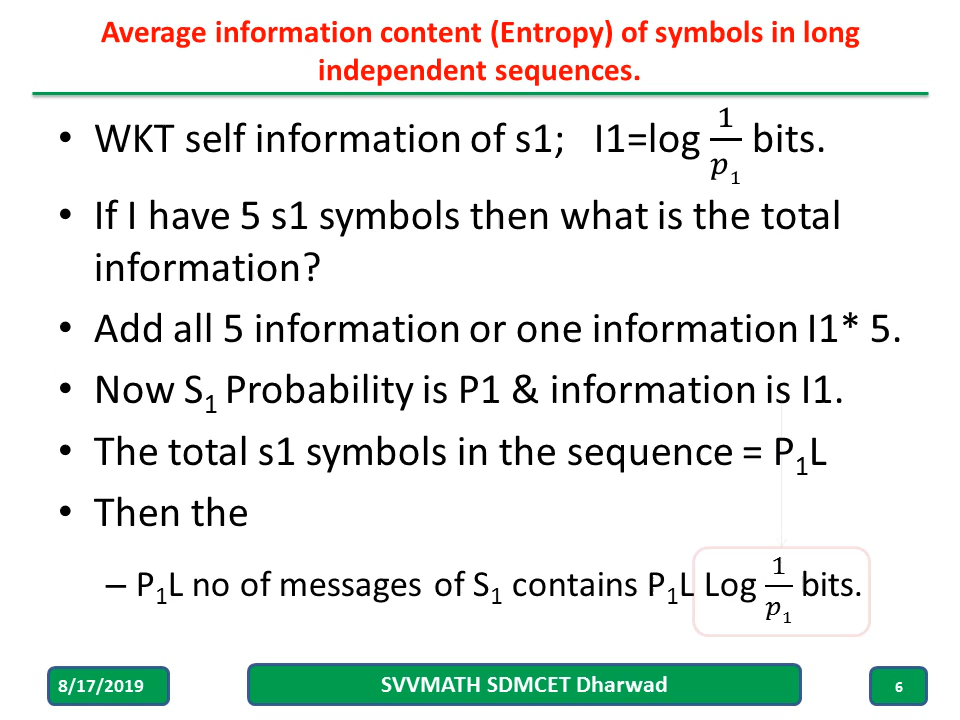 Average information content (Entropy) of symbols in long
independent sequences.
• WKT self information of s1; I1=log 1/p₁ bits.
• If I have 5 s1 symbols then what is the total
information?
• Add all 5 information or one information I1* 5.
• Now S₁ Probability is P1 & information is I1.
• The total s1 symbols in the sequence = P₁L
• Then the
– P₁L no of messages of S₁ contains P₁L Log 1/p₁ bits.
8/17/2019
SVVMATH SDMCET Dharwad
6